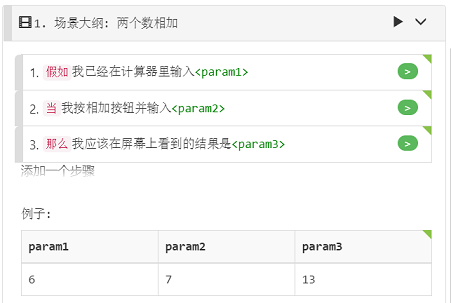 1. 场景大纲: 两个数相加
1. 假如 我已经在计算器里输入<param1>
2. 当 我按相加按钮并输入<param2>
3. 那么 我应该在屏幕上看到的结果是<param3>
添加一个步骤
例子:
param1 param2 param3
6 7 13